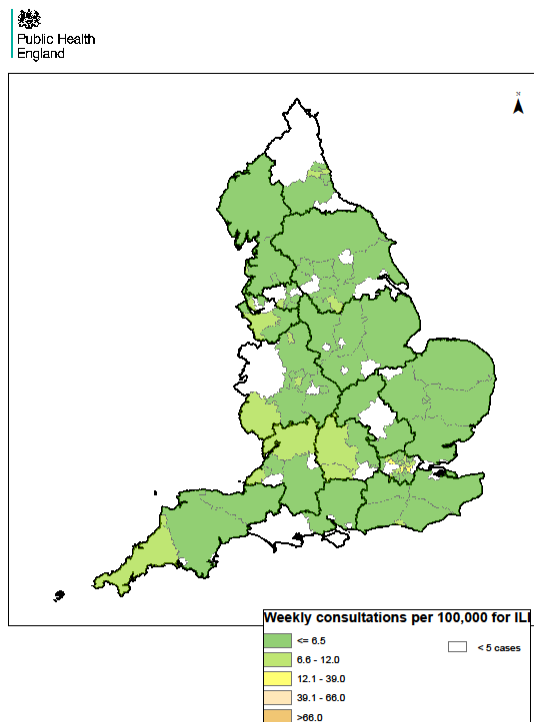 Public Health
England
N
Weekly consultations per 100,000 for ILI
<= 6.5
6.6 - 12.0
12.1 - 39.0
39.1 - 66.0
>66.0
< 5 cases